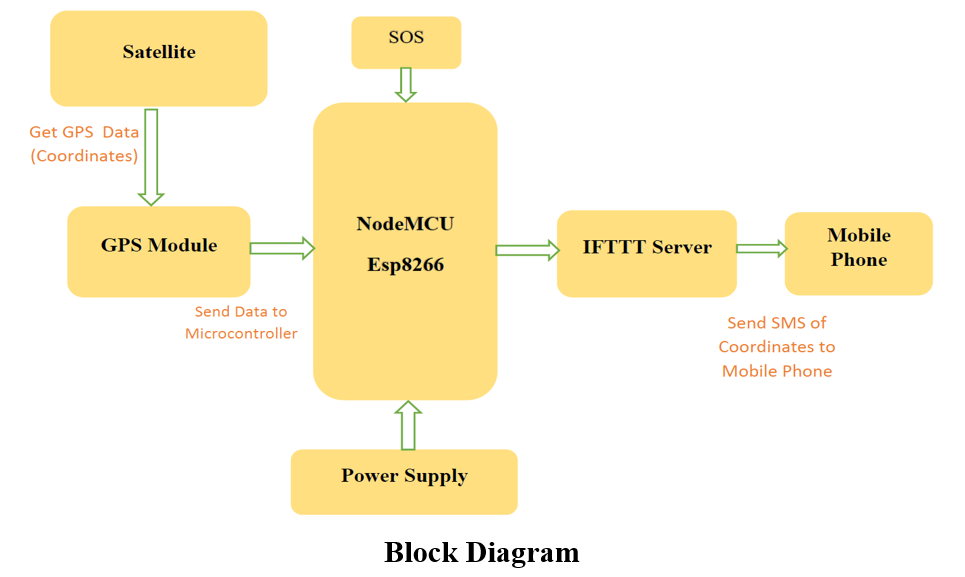 Satellite
SOS
Get GPS Data
(Coordinates)
GPS Module
NodeMCU
Esp8266
IFTTT Server
Mobile
Phone
Send Data to
Microcontroller
Send SMS of
Coordinates to
Mobile Phone
Power Supply
Block Diagram